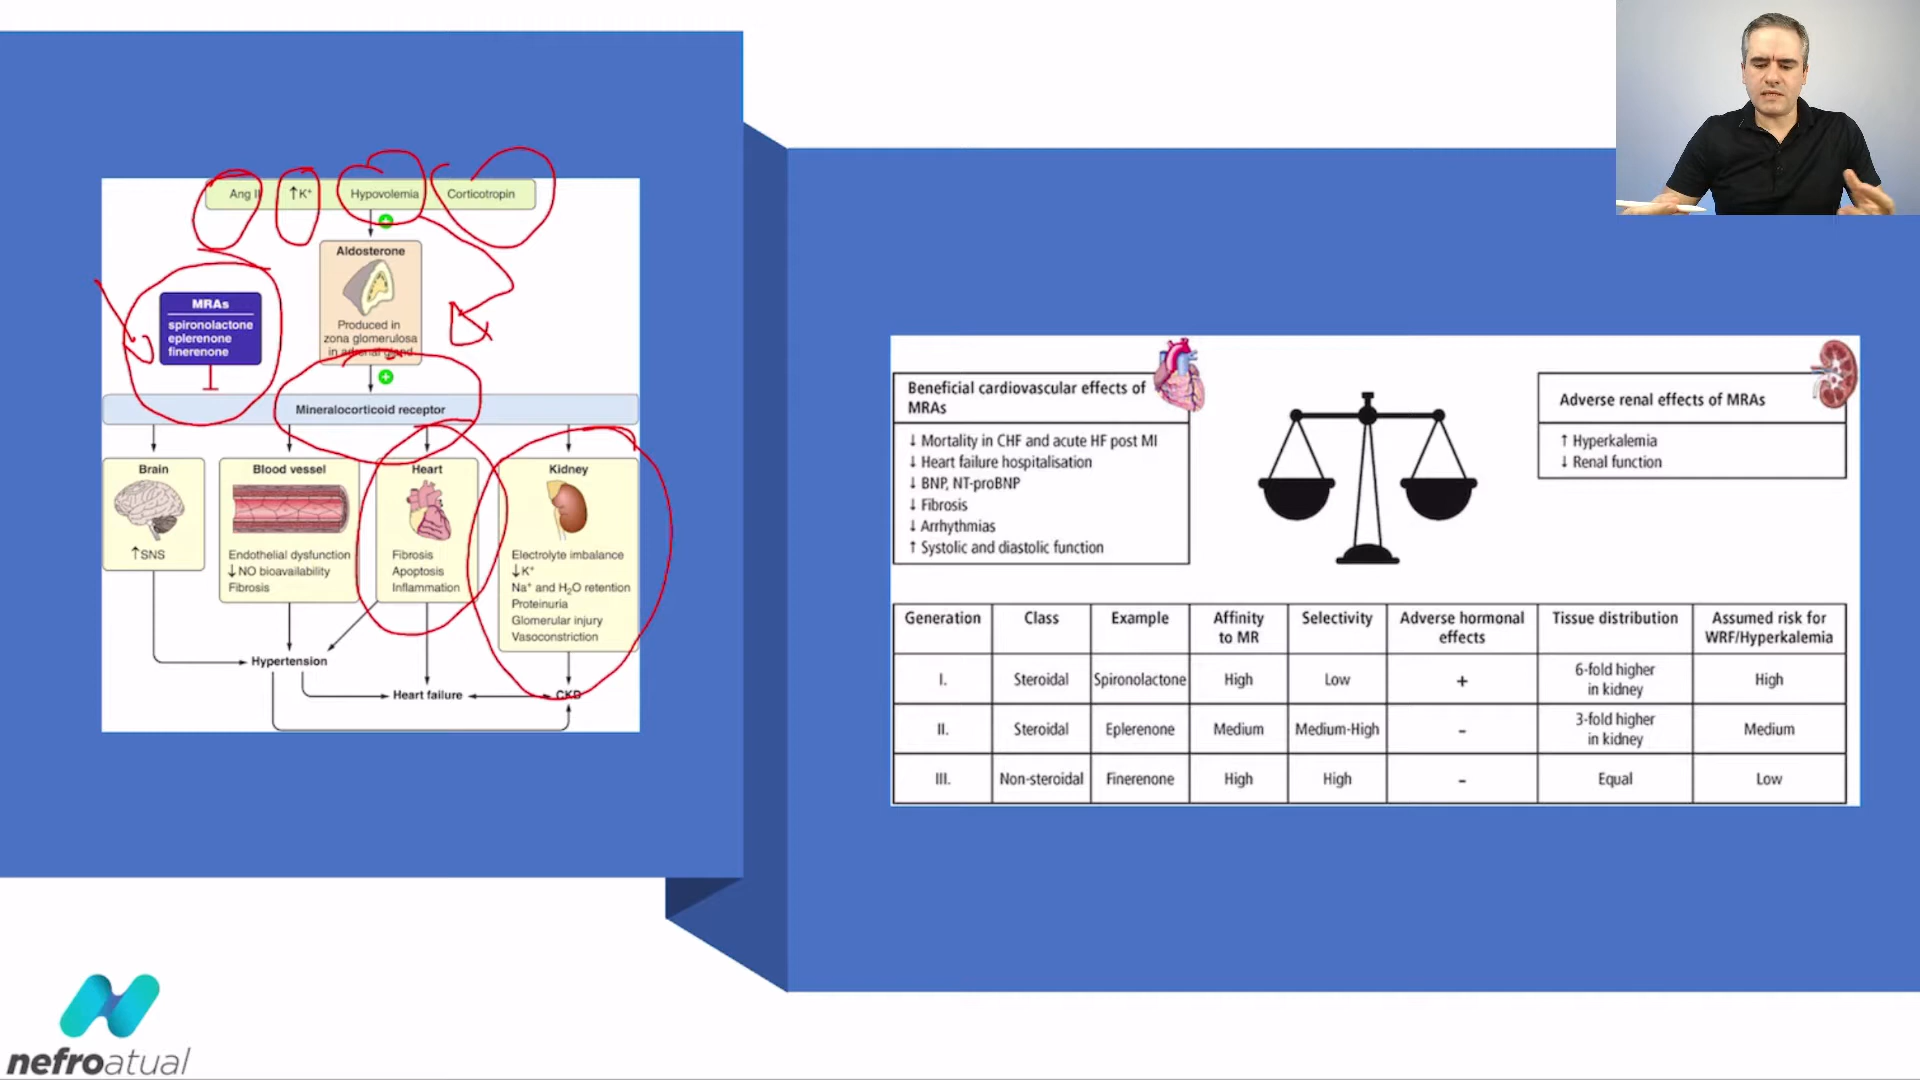 Ang II ↑K⁺ Hypovolemia Corticotropin
Aldosterone
Produced in
zona glomerulosa
in adrenal gland
MRAs
spironolactone
eplerenone
finerenone
Mineralocorticoid receptor
Brain
↑SNS
Blood vessel
Endothelial dysfunction
↓NO bioavailability
Fibrosis
Heart
Fibrosis
Apoptosis
Inflammation
Kidney
Electrolyte imbalance
↓K⁺
Na⁺ and H₂O retention
Proteinuria
Glomerular injury
Vasoconstriction
Hypertension
Heart failure
CKD
Beneficial cardiovascular effects of
MRAs
↓ Mortality in CHF and acute HF post MI
↓ Heart failure hospitalisation
↓ BNP, NT-proBNP
↓ Fibrosis
↓ Arrhythmias
↑ Systolic and diastolic function
Adverse renal effects of MRAs
↑ Hyperkalemia
↓ Renal function
Generation Class Example Affinity to MR Selectivity Adverse hormonal effects Tissue distribution Assumed risk for WRF/Hyperkalemia
I. Steroidal Spironolactone High Low + 6-fold higher in kidney High
II. Steroidal Eplerenone Medium Medium-High - 3-fold higher in kidney Medium
III. Non-steroidal Finerenone High High - Equal Low
nefroatual